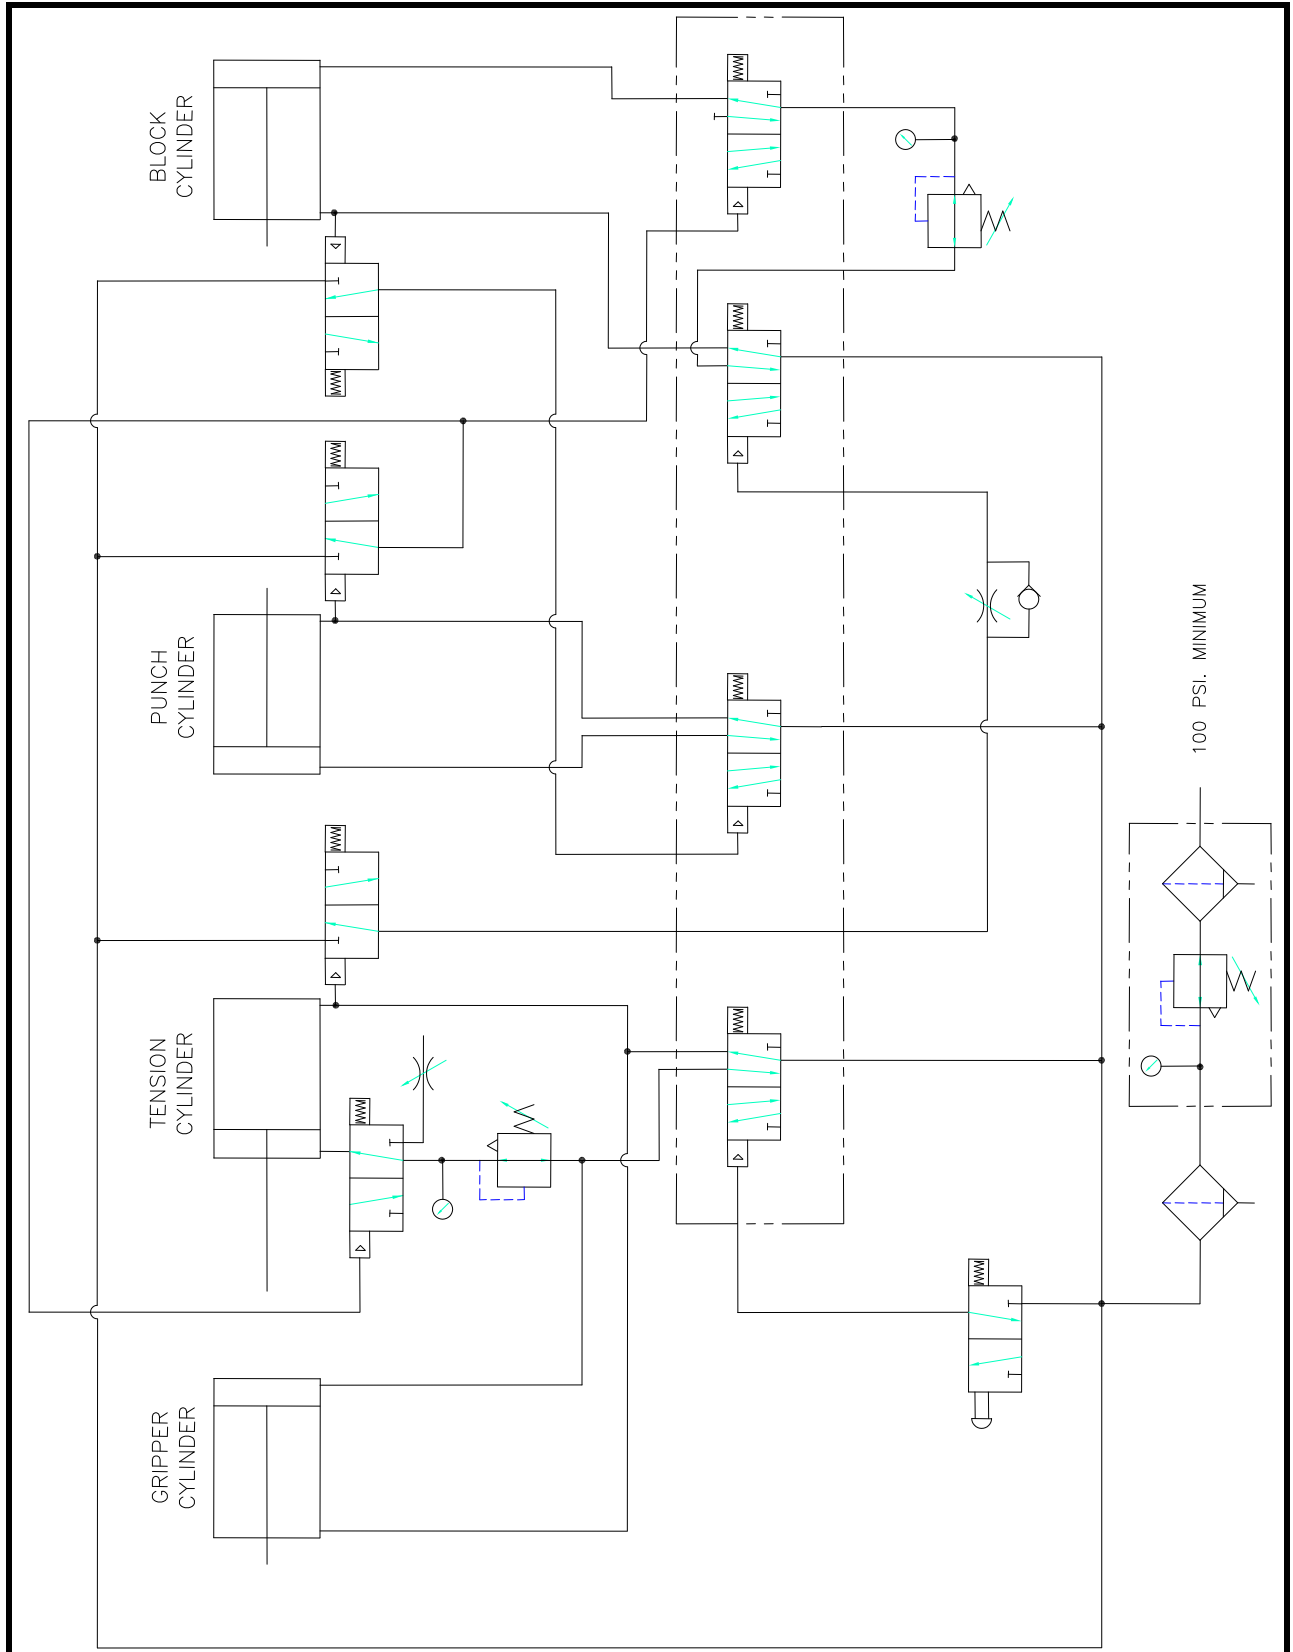 BLOCK
CYLINDER
PUNCH
CYLINDER
TENSION
CYLINDER
GRIPPER
CYLINDER
100 PSI. MINIMUM